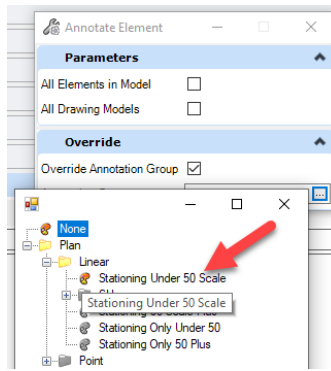 Annotate Element
Parameters
All Elements in Model
All Drawing Models
Override
Override Annotation Group
...
None
Plan
Linear
Stationing Under 50 Scale
Stationing Under 50 Scale
Stationing Only Under 50
Stationing Only 50 Plus
Point